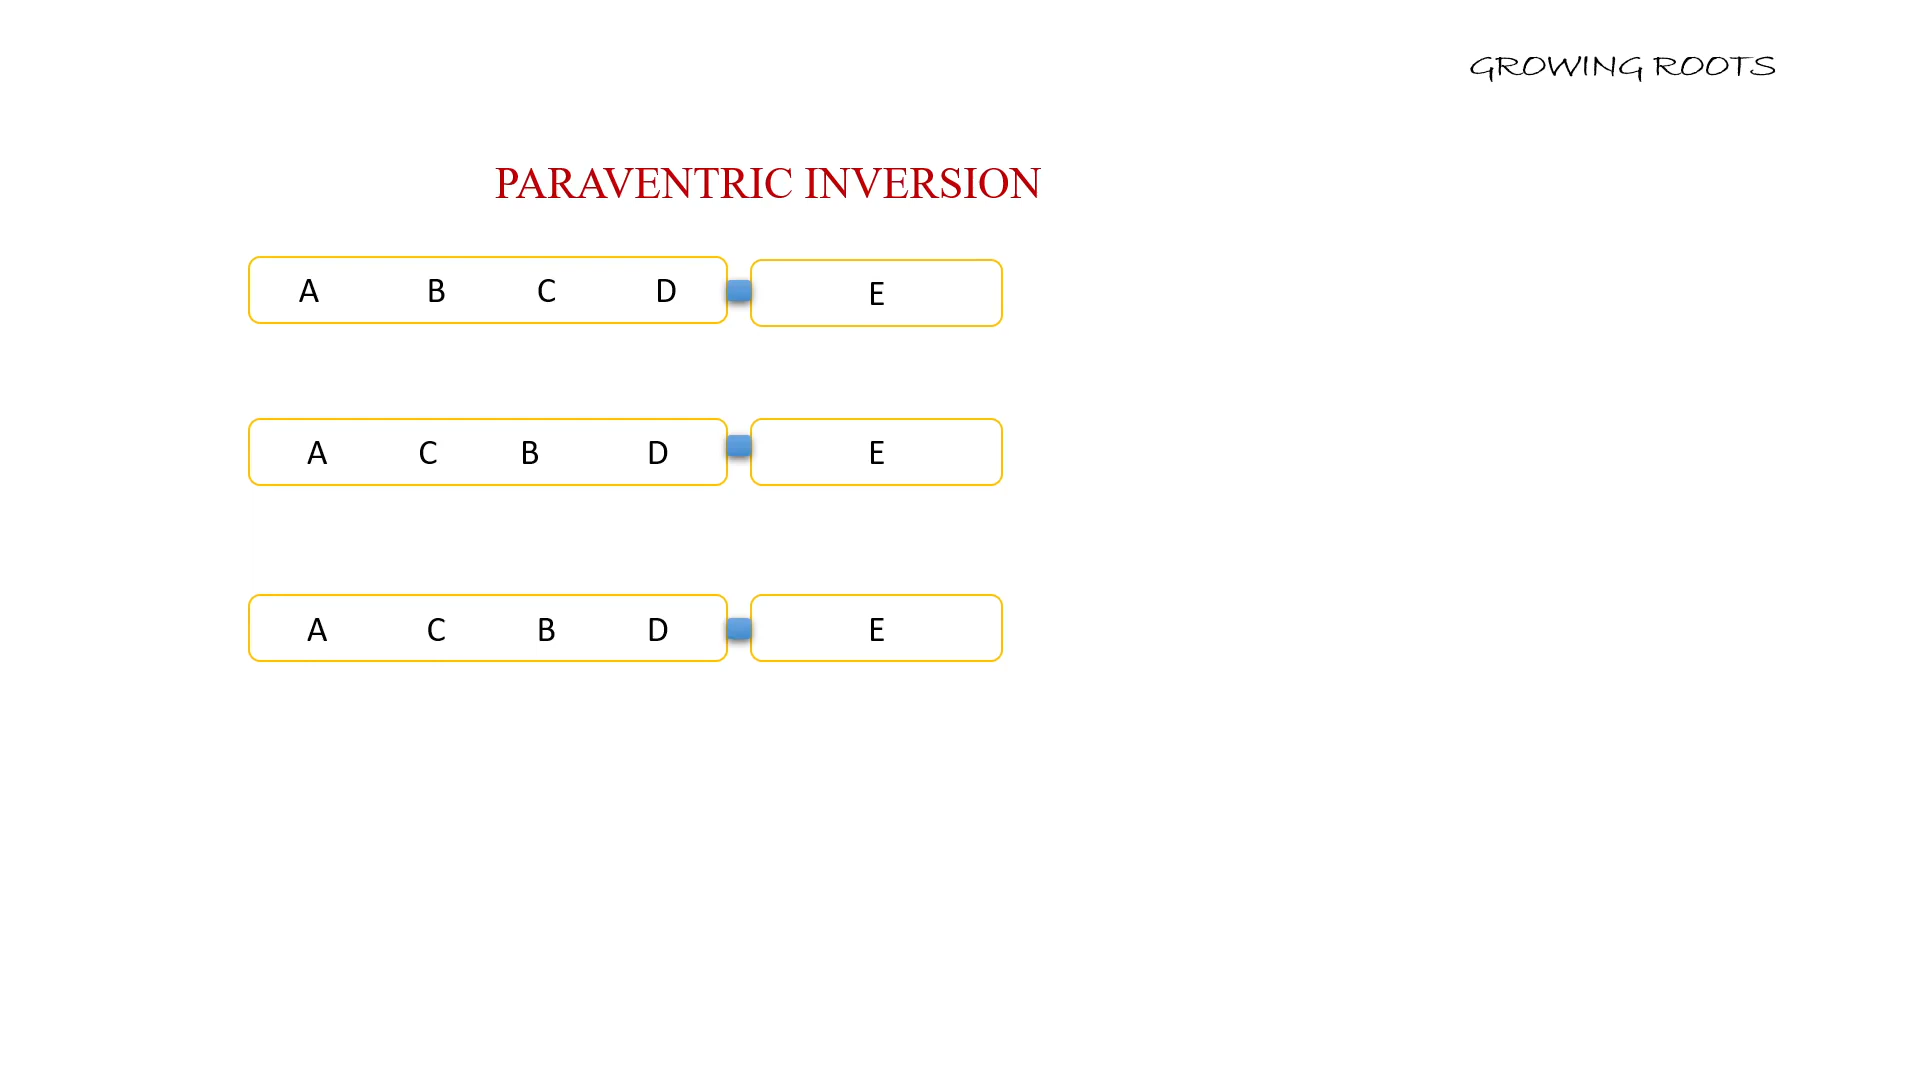 GROWING ROOTS
PARAVENTRIC INVERSION
A B C D E
A C B D E
A C B D E